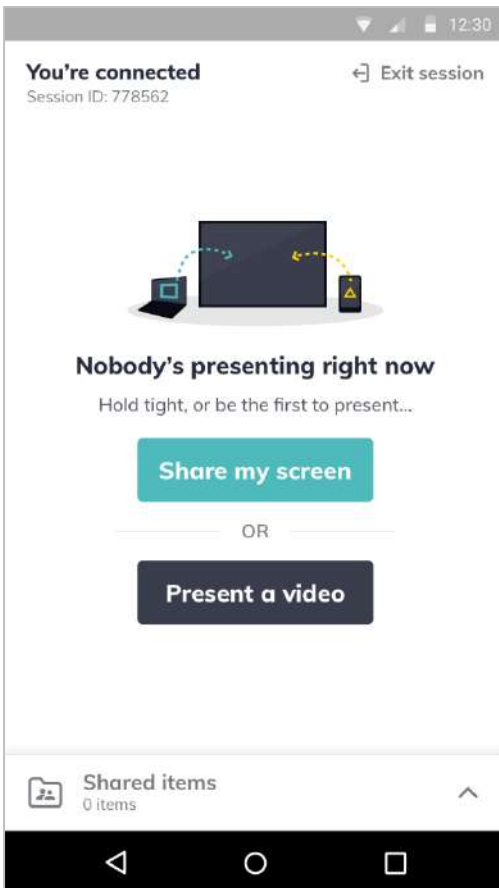 12:30
You're connected
Exit session
Session ID: 778562
Nobody's presenting right now
Hold tight, or be the first to present...
Share my screen
OR
Present a video
Shared items
0 items